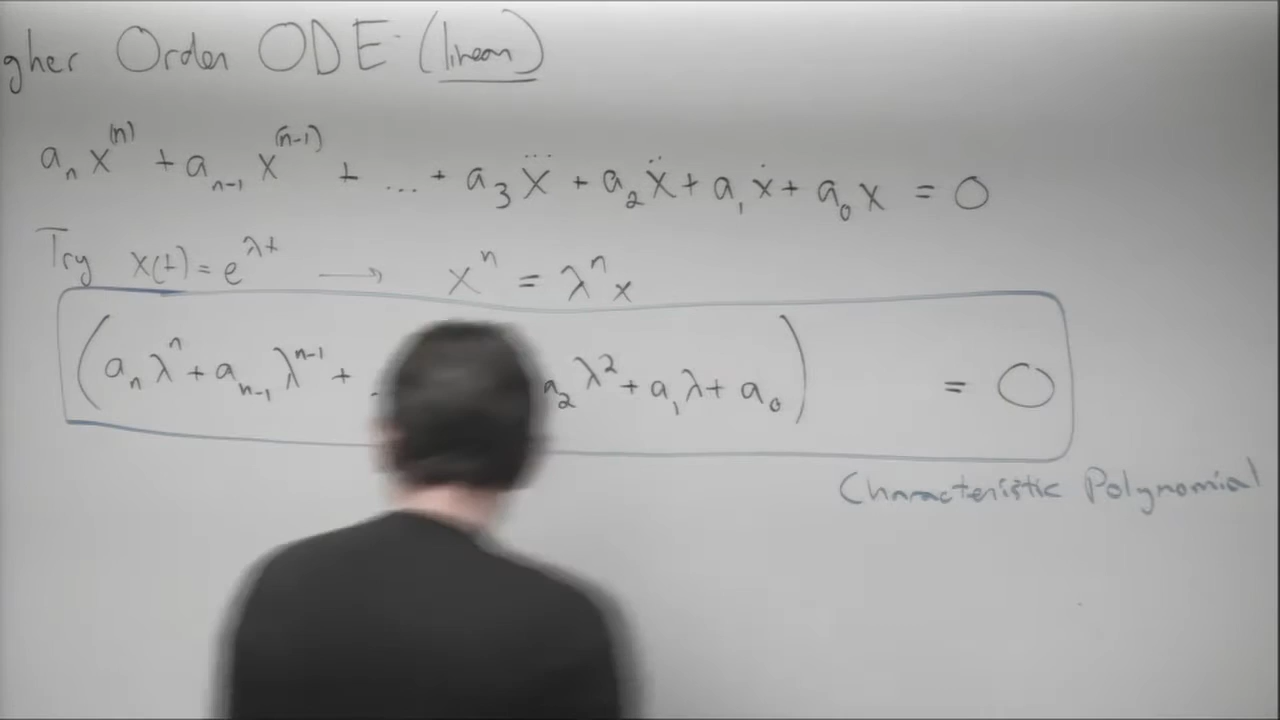 gher Orden ODE (linear)
aₙ x⁽ⁿ⁾ + aₙ₋₁ x⁽ⁿ⁻¹⁾ + ... + a₃ x⃛ + a₂ ẍ + a₁ ẋ + a₀ x = 0
Try x(t) = e^λt → xⁿ = λⁿ x
(aₙ λⁿ + aₙ₋₁ λⁿ⁻¹ + a₂ λ² + a₁ λ + a₀) = 0
Characteristic Polynomial